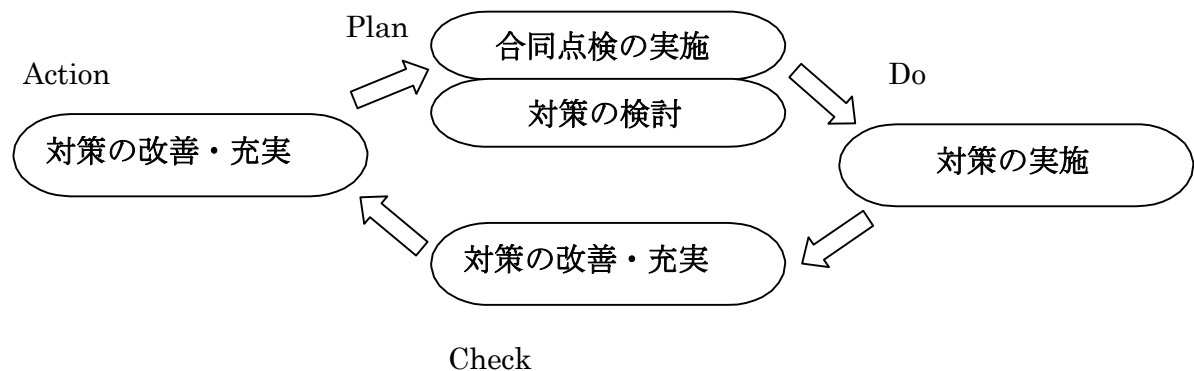 Plan
合同点検の実施
対策の検討
Do
対策の実施
対策の改善・充実
Check
Action
対策の改善・充実